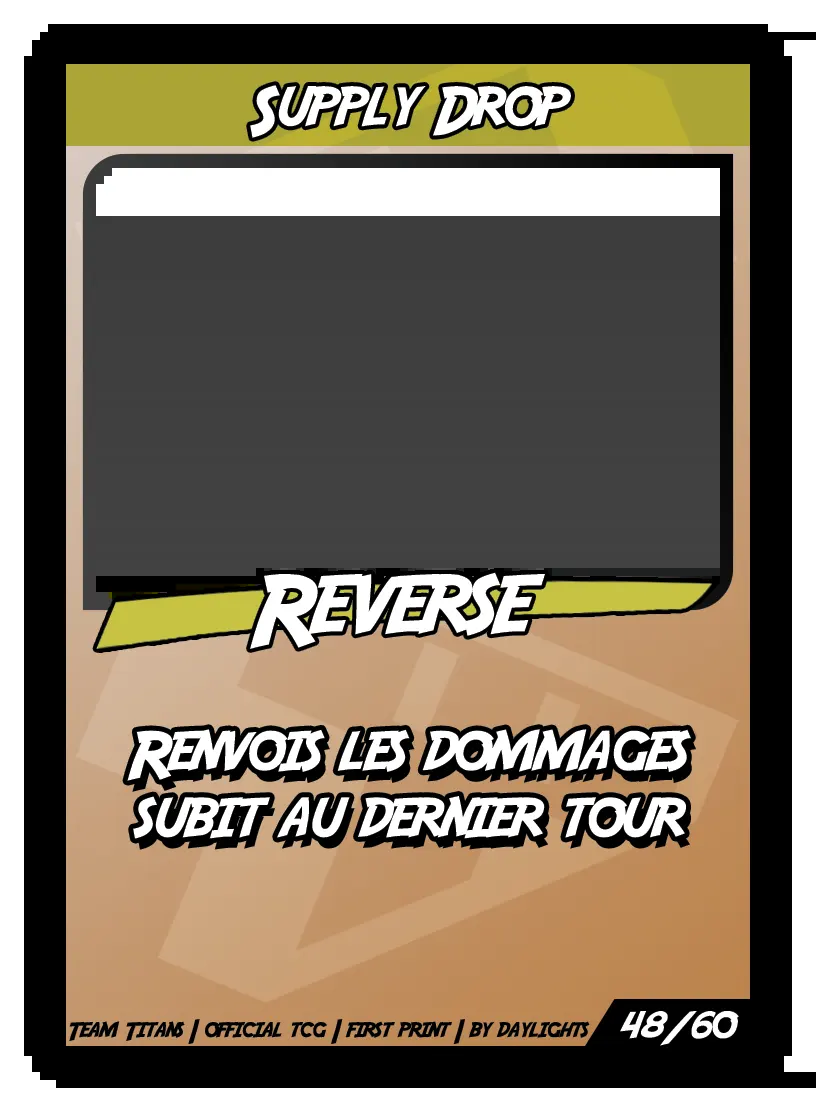 Supply Drop
Reverse
Renvois les dommages
subit au dernier tour
Team Titans | official tcg | first print | by daylights
48/60